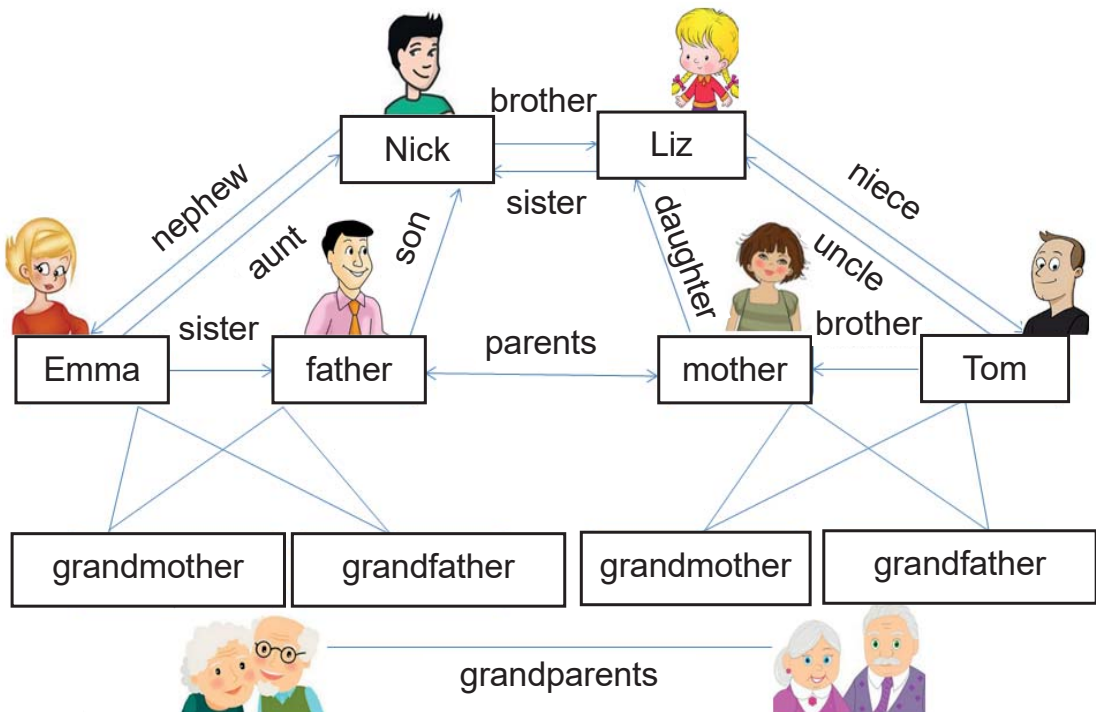 brother
Nick
Liz
sister
nephew
aunt
son
daughter
niece
uncle
sister
parents
brother
Emma
father
mother
Tom
grandmother
grandfather
grandmother
grandfather
grandparents